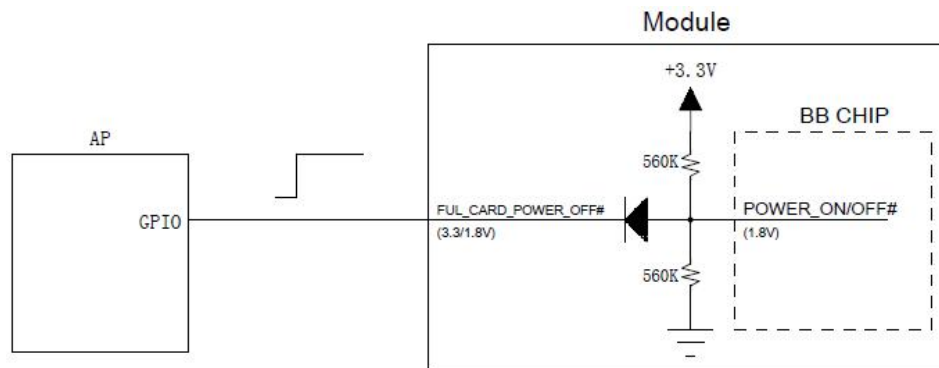 Module
+3.3V
BB CHIP
AP
560K
FUL_CARD_POWER_OFF#
POWER_ON/OFF#
GPIO
(3.3/1.8V)
(1.8V)
560K